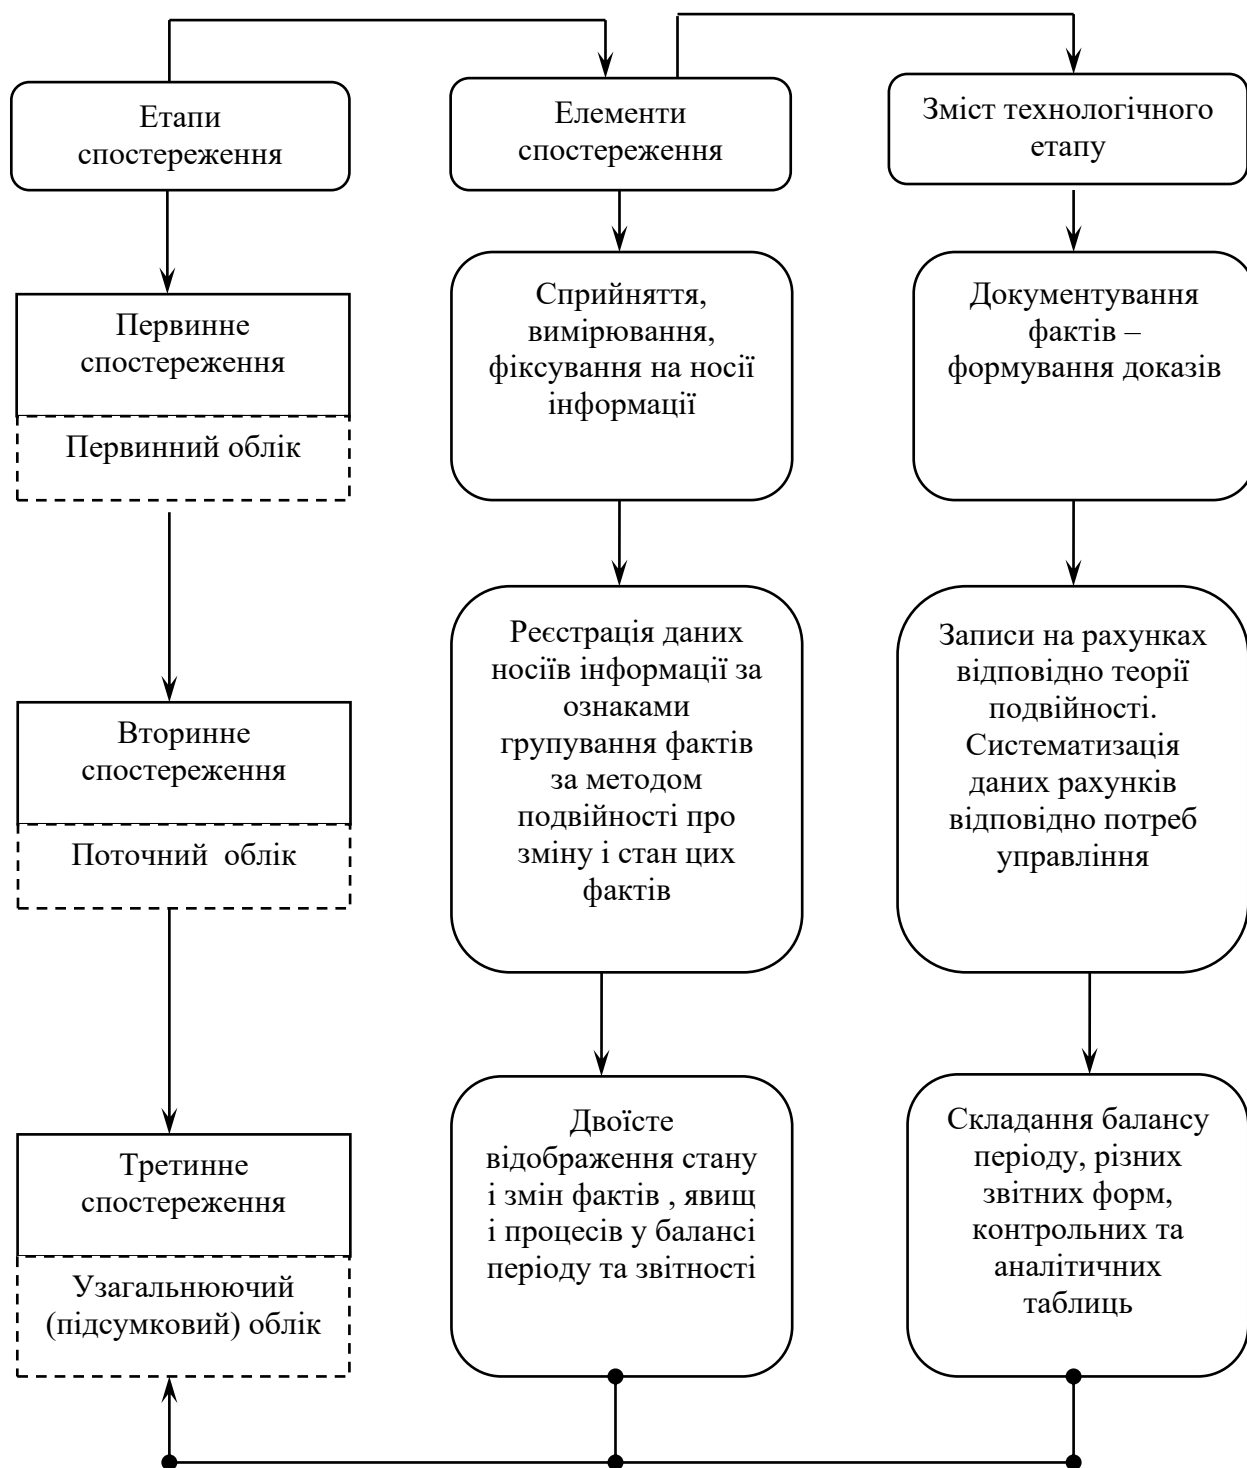 Етапи
спостереження
Елементи
спостереження
Зміст технологічного
етапу
Первинне
спостереження
Первинний облік
Сприйняття,
вимірювання,
фіксування на носії
інформації
Документування
фактів –
формування доказів
Вторинне
спостереження
Поточний  облік
Реєстрація даних
носіїв інформації за
ознаками
групування фактів
за методом
подвійності про
зміну і стан цих
фактів
Записи на рахунках
відповідно теорії
подвійності.
Систематизація
даних рахунків
відповідно потреб
управління
Третинне
спостереження
Узагальнюючий
(підсумковий) облік
Двоїсте
відображення стану
і змін фактів , явищ
і процесів у балансі
періоду та звітності
Складання балансу
періоду, різних
звітних форм,
контрольних та
аналітичних
таблиць